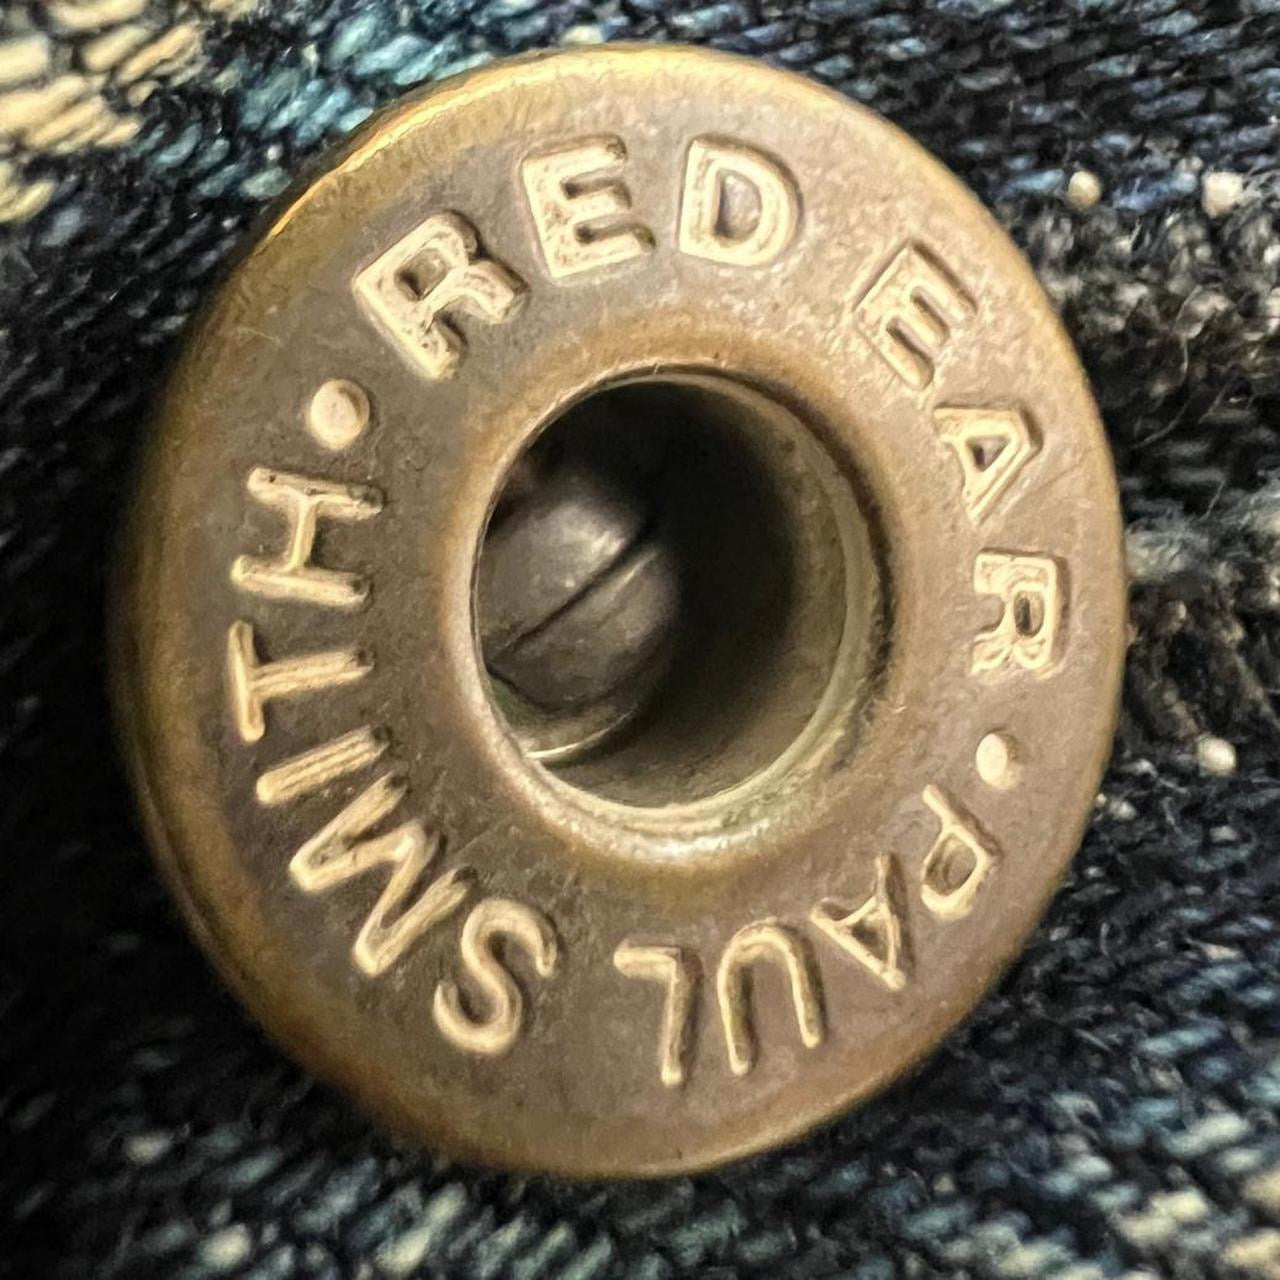 RED EAR • PAUL SMITH •